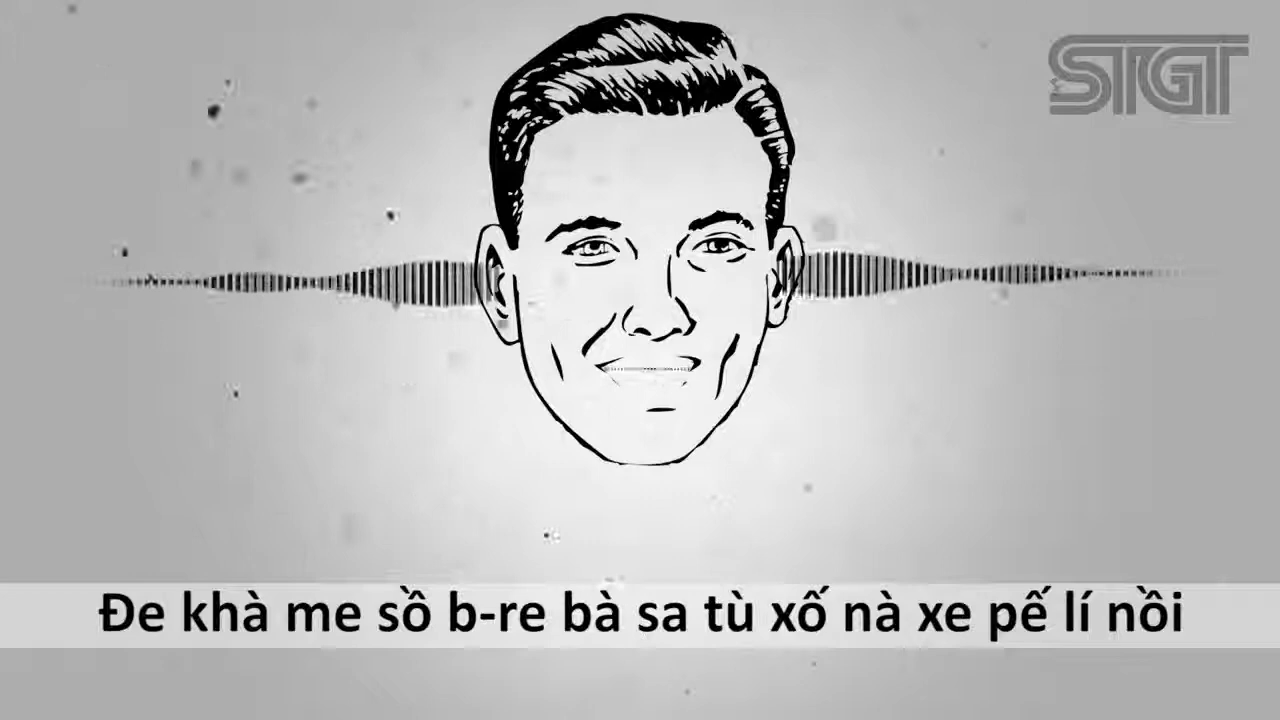 STGT
Đe khà me sồ b-re bà sa tù xố nà xe pế lí nồi